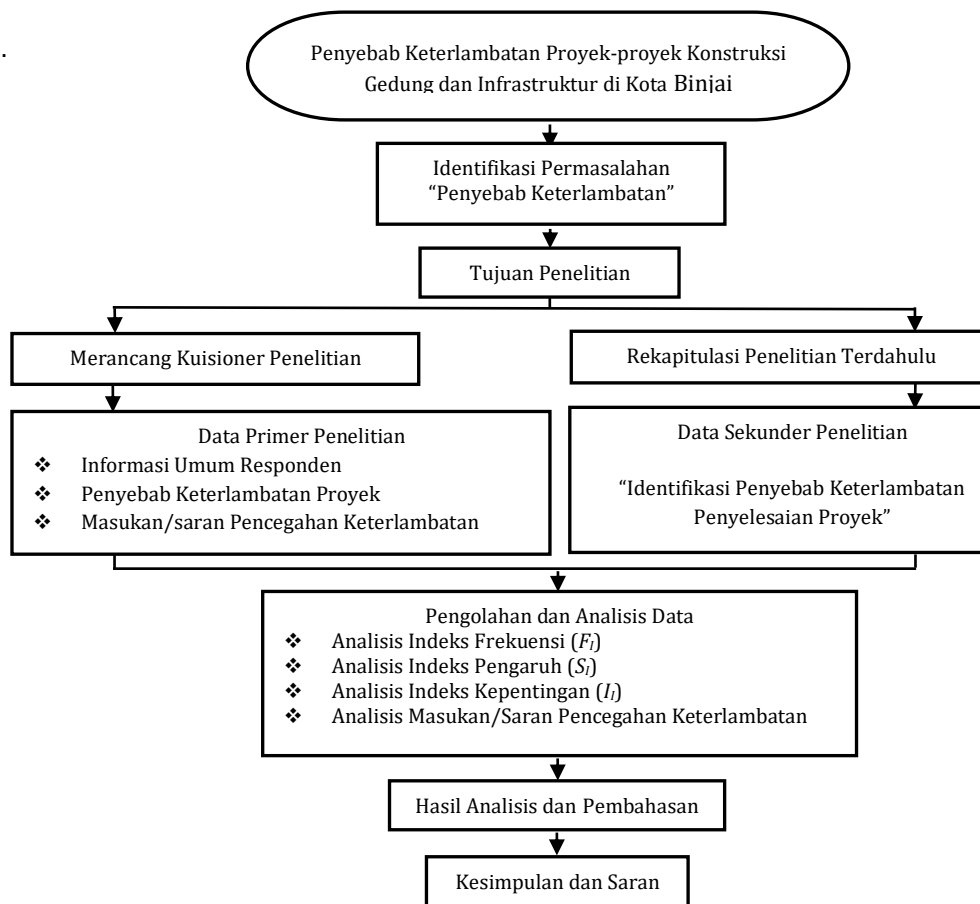 .
Penyebab Keterlambatan Proyek-proyek Konstruksi
Gedung dan Infrastruktur di Kota Binjai
Identifikasi Permasalahan
“Penyebab Keterlambatan”
Tujuan Penelitian
Merancang Kuisioner Penelitian
Rekapitulasi Penelitian Terdahulu
Data Primer Penelitian
❖ Informasi Umum Responden
❖ Penyebab Keterlambatan Proyek
❖ Masukan/saran Pencegahan Keterlambatan
Data Sekunder Penelitian
“Identifikasi Penyebab Keterlambatan
Penyelesaian Proyek”
Pengolahan dan Analisis Data
❖ Analisis Indeks Frekuensi (F_I)
❖ Analisis Indeks Pengaruh (S_I)
❖ Analisis Indeks Kepentingan (I_I)
❖ Analisis Masukan/Saran Pencegahan Keterlambatan
Hasil Analisis dan Pembahasan
Kesimpulan dan Saran